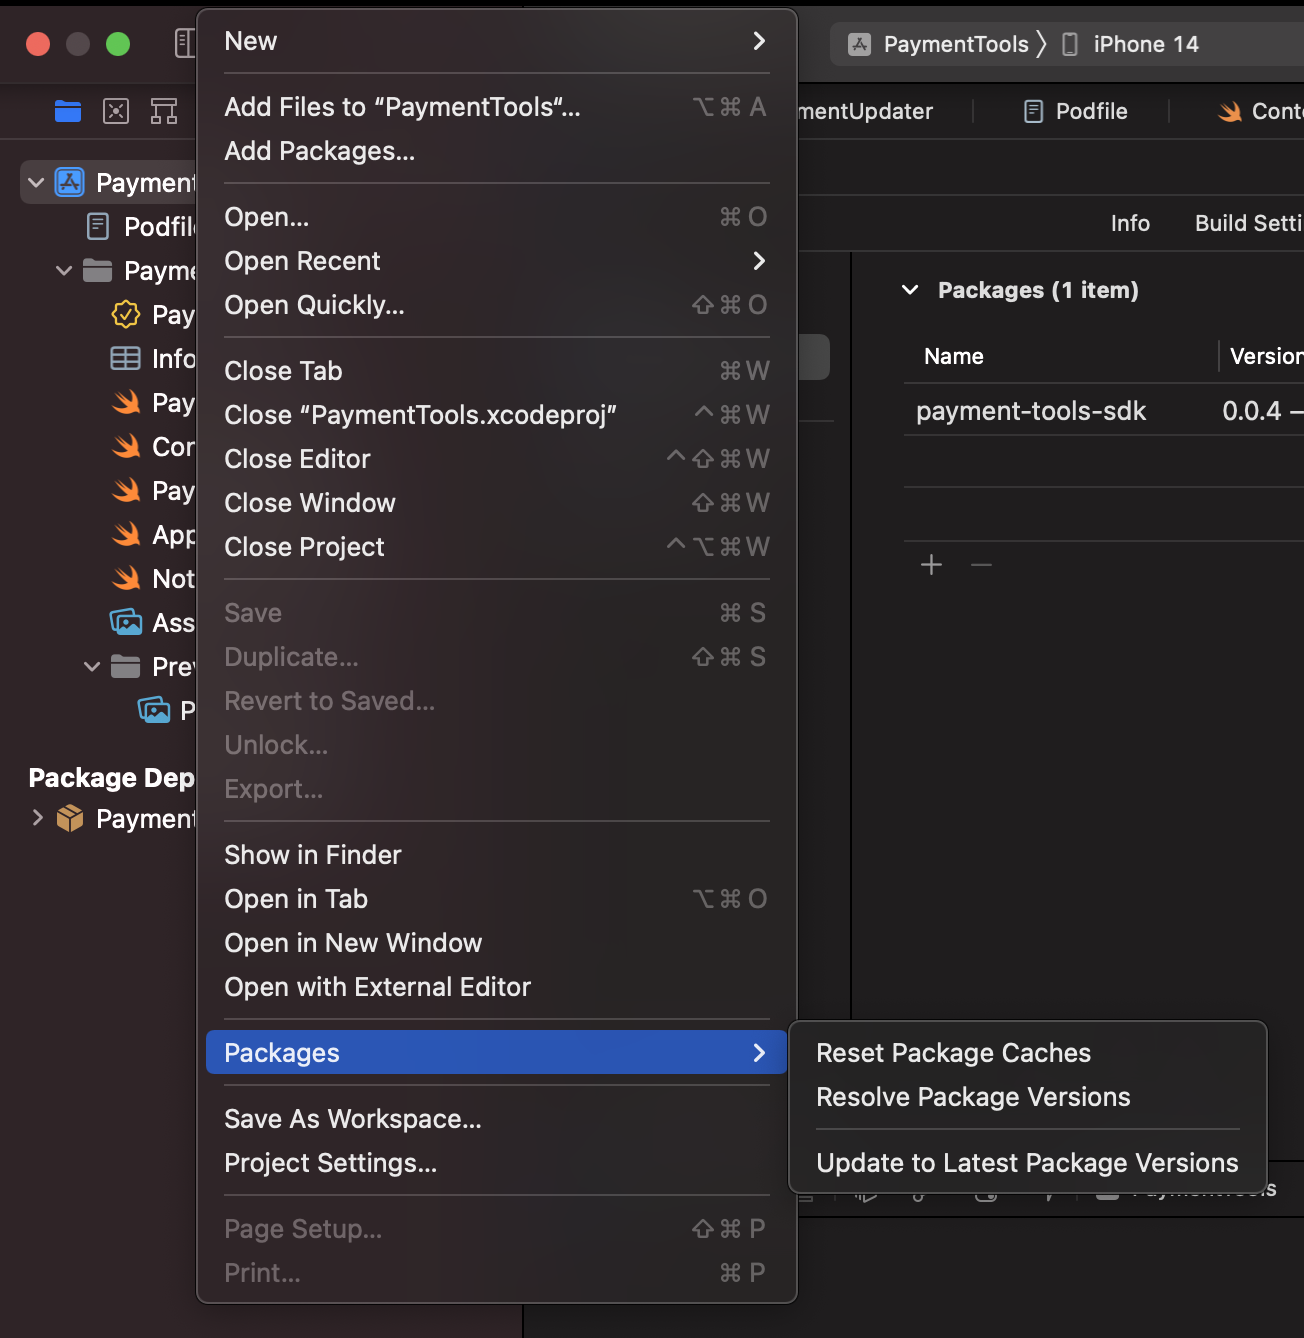 New
Add Files to “PaymentTools“... ⌥⌘ A
Add Packages...
Open... ⌘ O
Open Recent
Open Quickly... ⇧⌘ O
Close Tab ⌘W
Close “PaymentTools.xcodeproj” ^⌘W
Close Editor ^⇧⌘W
Close Window ⇧⌘W
Close Project ^⌥⌘W
Save ⌘ S
Duplicate... ⇧⌘ S
Revert to Saved...
Unlock...
Export...
Show in Finder
Open in Tab ⌥⌘ O
Open in New Window
Open with External Editor
Packages
Save As Workspace...
Project Settings...
Page Setup... ⇧⌘ P
Print... ⌘ P
Reset Package Caches
Resolve Package Versions
Update to Latest Package Versions
PaymentTools 〉 iPhone 14
mentUpdater
Podfile
Conte
Info
Build Setti
Packages (1 item)
Name
Version
payment-tools-sdk
0.0.4 –
Payment
Podfil
Payme
Pay
Info
Pay
Con
Pay
App
Not
Ass
Prev
P
Package Dep
Payment